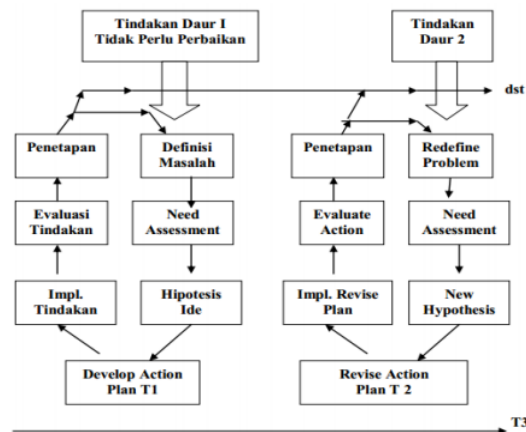 Tindakan Daur I
Tidak Perlu Perbaikan
Tindakan
Daur 2
dst
Penetapan
Definisi
Masalah
Penetapan
Redefine
Problem
Evaluasi
Tindakan
Need
Assessment
Evaluate
Action
Need
Assessment
Impl.
Tindakan
Hipotesis
Ide
Impl. Revise
Plan
New
Hypothesis
Develop Action
Plan T1
Revise Action
Plan T 2
T3